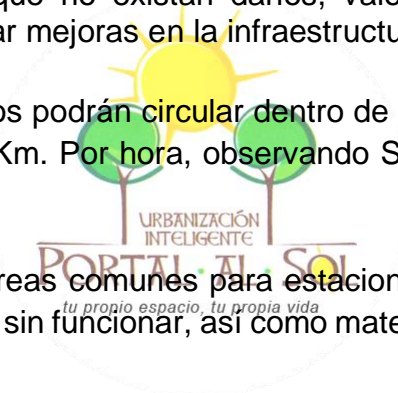 que no existan daños, vale
ar mejoras en la infraestructu
os podrán circular dentro de
Km. Por hora, observando S
URBANIZACIÓN
INTELIGENTE
PORTAL · AL · SOL
reas comunes para estacion
tu propio espacio, tu propia vida
sin funcionar, así como mate